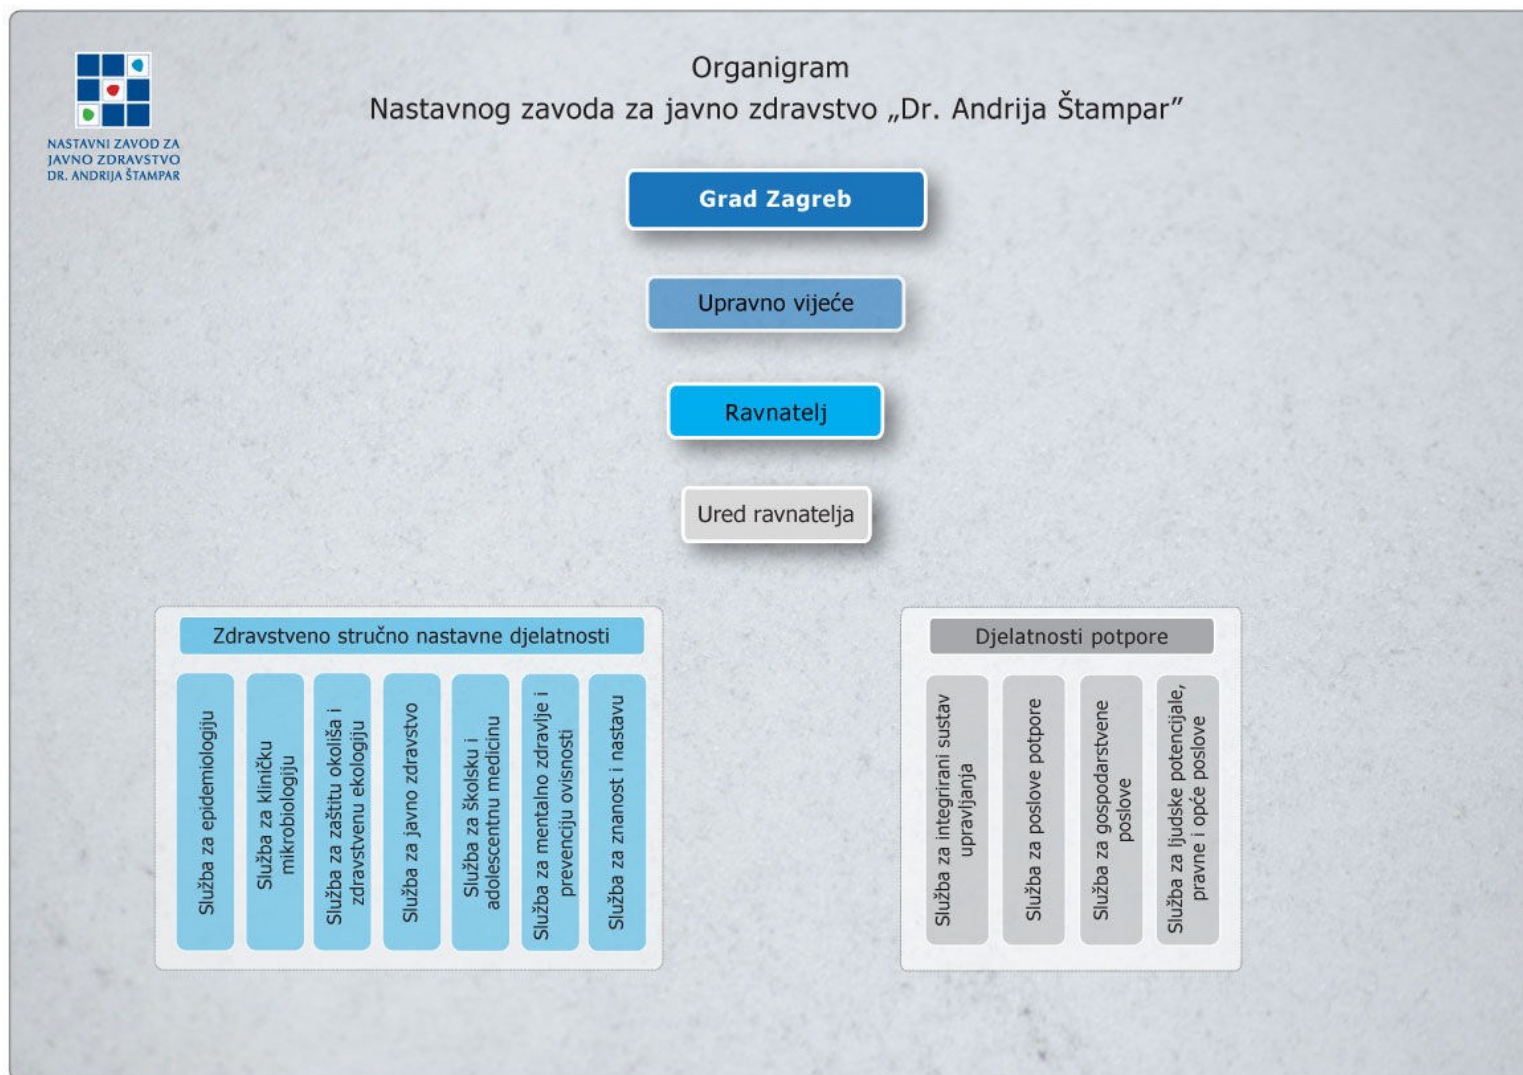 NASTAVNI ZAVOD ZA
JAVNO ZDRAVSTVO
DR. ANDRIJA ŠTAMPAR
Organigram
Nastavnog zavoda za javno zdravstvo „Dr. Andrija Štampar”
Grad Zagreb
Upravno vijeće
Ravnatelj
Ured ravnatelja
Zdravstveno stručno nastavne djelatnosti
Služba za epidemiologiju
Služba za kliničku
mikrobiologiju
Služba za zaštitu okoliša i
zdravstvenu ekologiju
Služba za javno zdravstvo
Služba za školsku i
adolescentnu medicinu
Služba za mentalno zdravlje i
prevenciju ovisnosti
Služba za znanost i nastavu
Djelatnosti potpore
Služba za integrirani sustav
upravljanja
Služba za poslove potpore
Služba za gospodarstvene
poslove
Služba za ljudske potencijale,
pravne i opće poslove